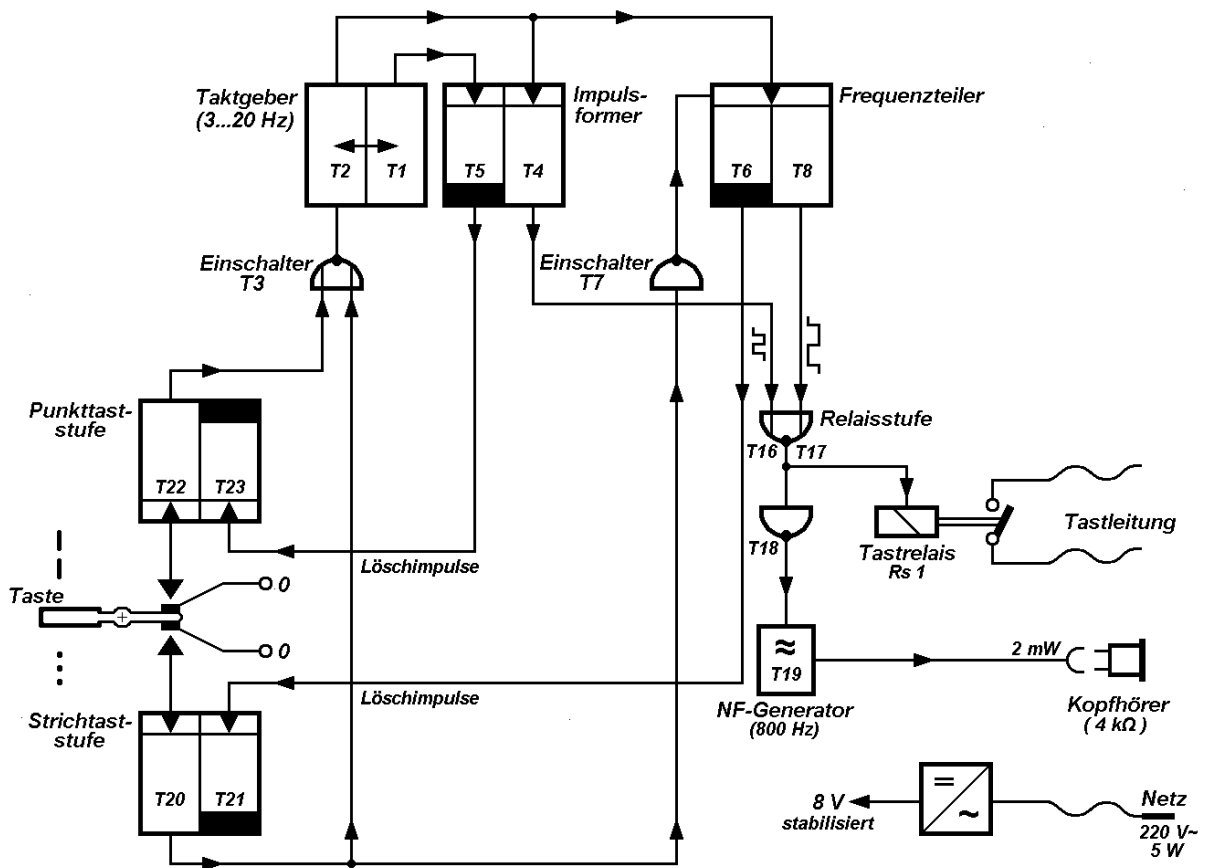 Taktgeber
(3...20 Hz)
T2
T1
T5
T4
Impuls-
former
Frequenzteiler
T6
T8
Einschalter
T3
Einschalter
T7
Punkttast-
stufe
T22
T23
Relaisstufe
T16
T17
T18
Tastrelais
Rs 1
Tastleitung
Löschimpulse
Taste
0
0
Löschimpulse
Strichtast-
stufe
T20
T21
≈
T19
NF-Generator
(800 Hz)
2 mW
Kopfhörer
( 4 kΩ )
8 V
stabilisiert
=
~
Netz
220 V~
5 W